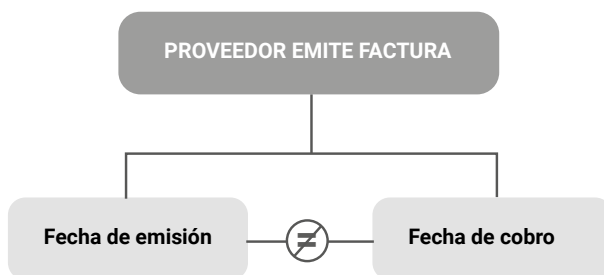 PROVEEDOR EMITE FACTURA
Fecha de emisión
≠
Fecha de cobro